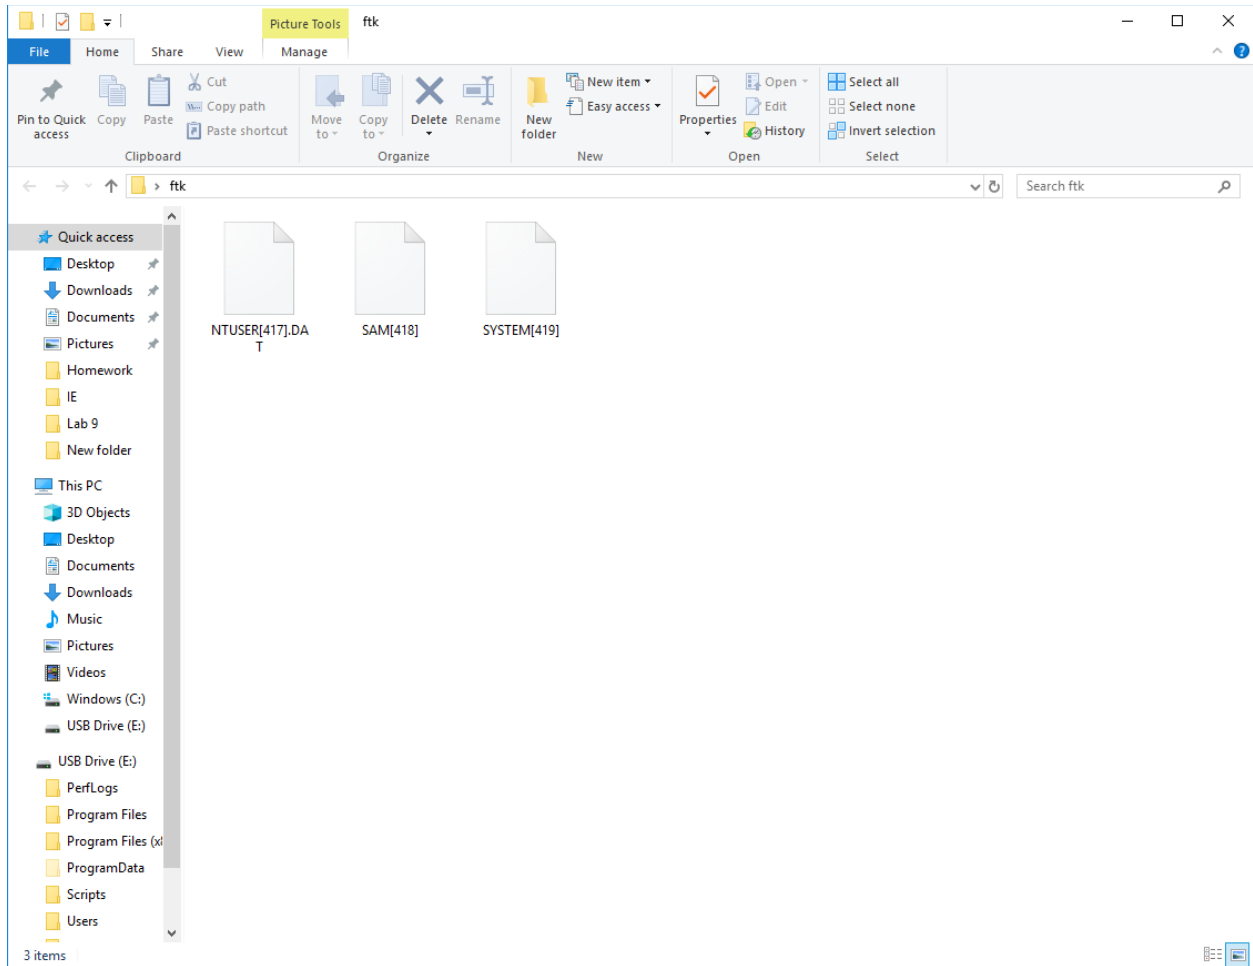 Picture Tools ftk
File Home Share View Manage
Pin to Quick access
Copy
Paste
Cut
Copy path
Paste shortcut
Clipboard
Move to
Copy to
Delete
Rename
Organize
New folder
New item
Easy access
New
Properties
Open
Edit
History
Open
Select all
Select none
Invert selection
Select
ftk
Search ftk
Quick access
Desktop
Downloads
Documents
Pictures
Homework
IE
Lab 9
New folder
This PC
3D Objects
Desktop
Documents
Downloads
Music
Pictures
Videos
Windows (C:)
USB Drive (E:)
USB Drive (E:)
PerfLogs
Program Files
Program Files (x
ProgramData
Scripts
Users
NTUSER[417].DA
T
SAM[418]
SYSTEM[419]
3 items